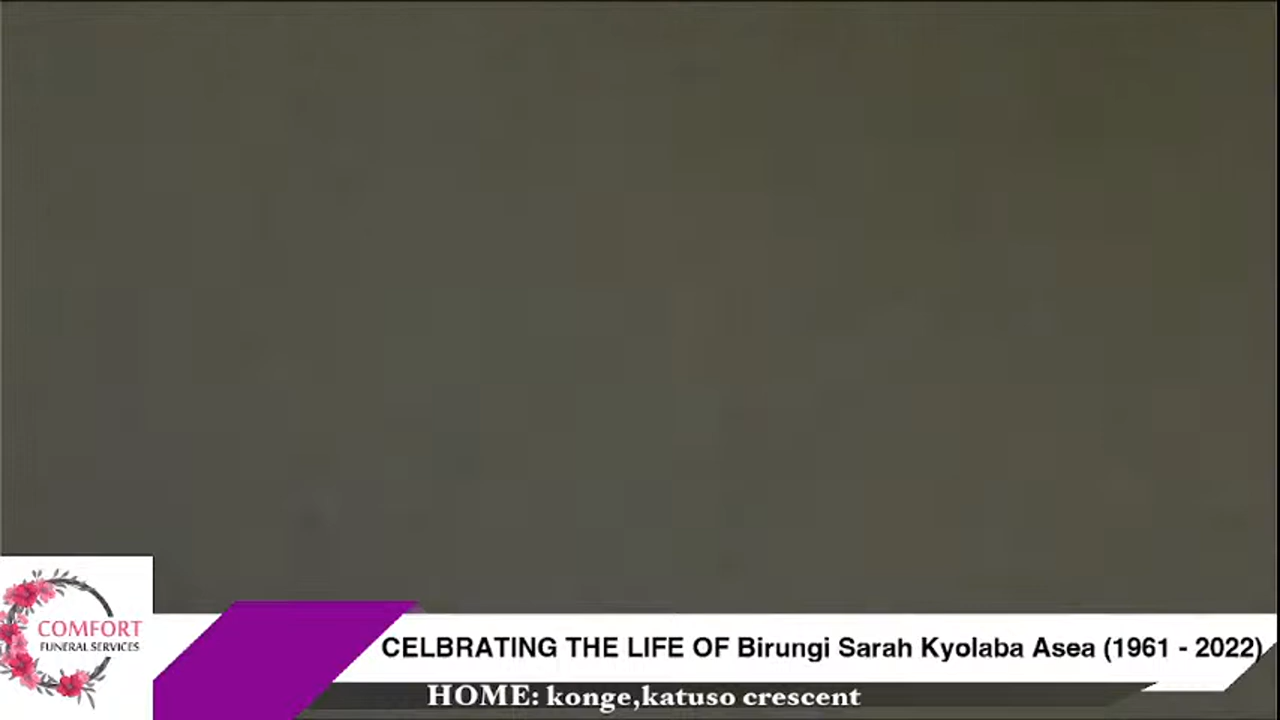 COMFORT
FUNERAL SERVICES
CELBRATING THE LIFE OF Birungi Sarah Kyolaba Asea (1961 - 2022)
HOME: konge,katuso crescent